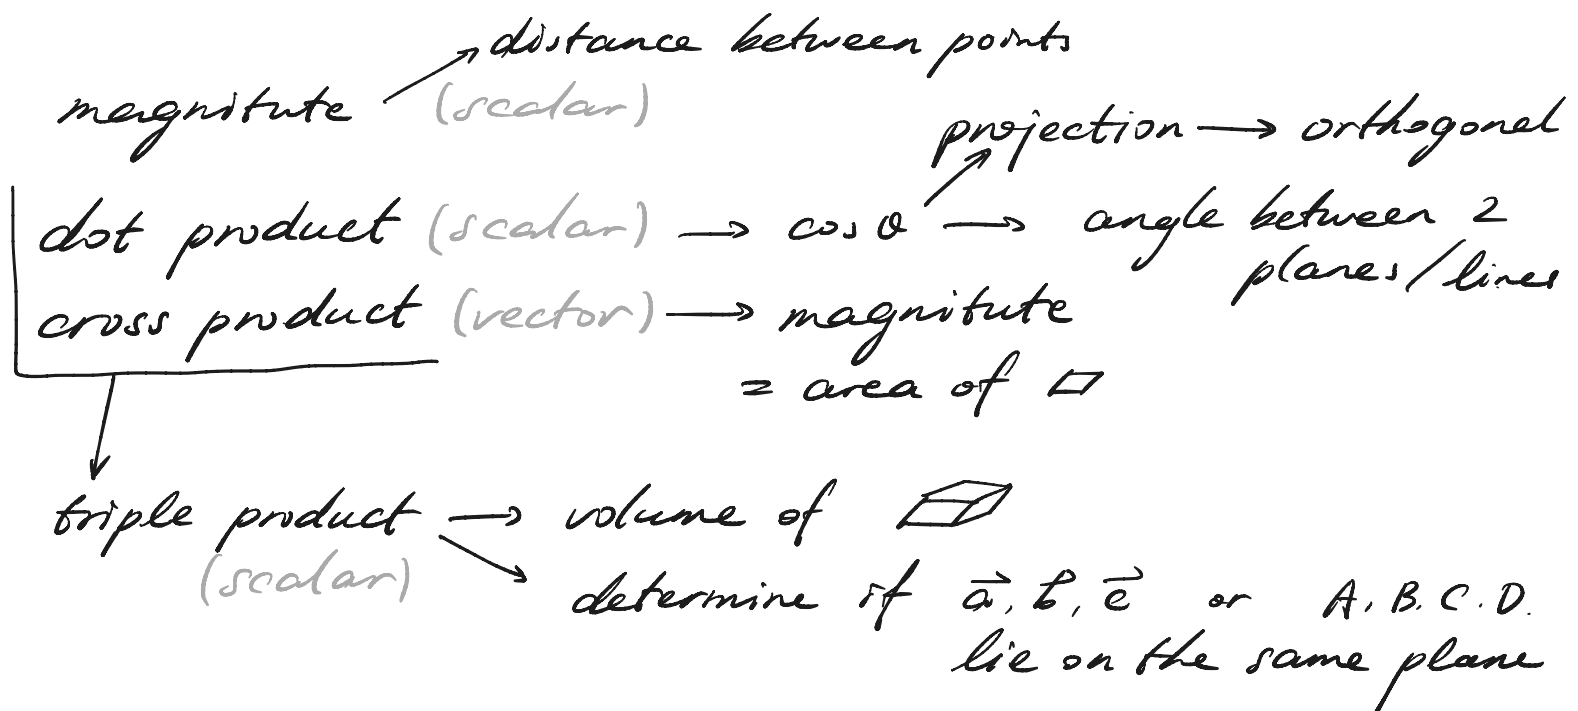 distance between points
magnitute (scalar)
projection → orthogonal
dot product (scalar) → cos θ → angle between 2
planes/lines
cross product (vector) → magnitute
= area of ▱
triple product → volume of
(scalar)
determine if a⃗, b⃗, c⃗ or A, B, C, D.
lie on the same plane